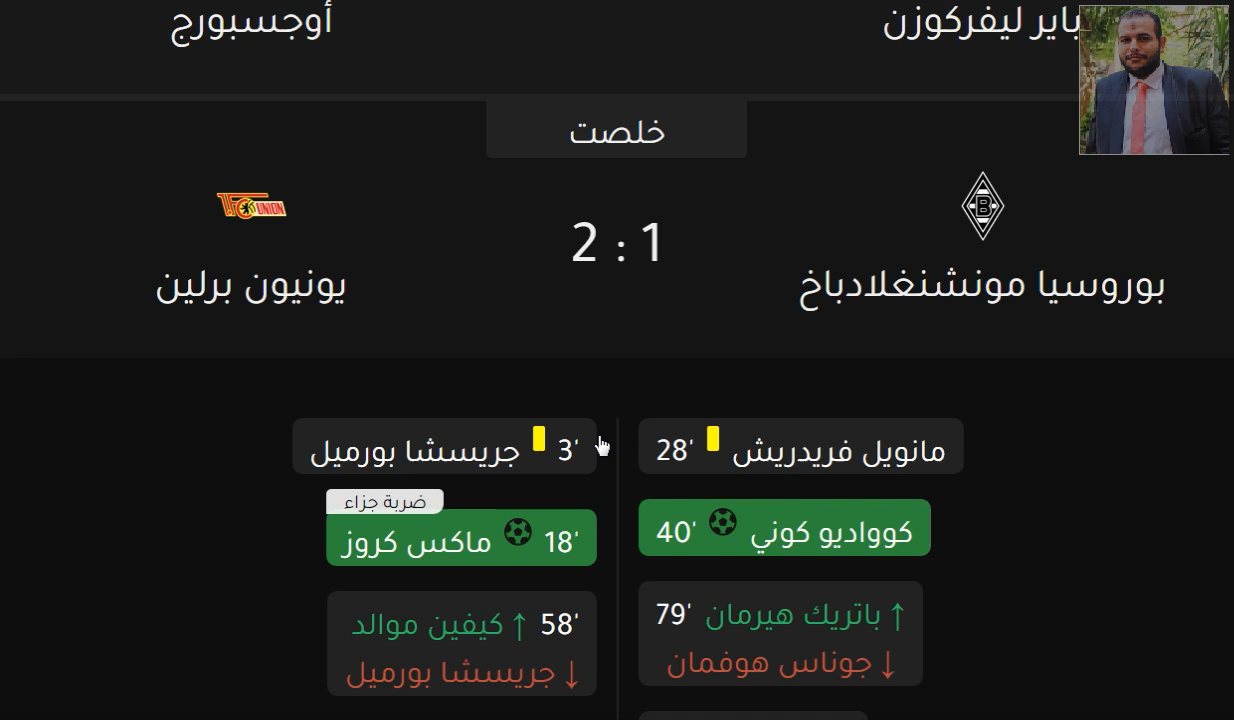 باير ليفركوزن
أوجسبورج
خلصت
UNION
B
1 : 2
بوروسيا مونشنغلادباخ
يونيون برلين
مانويل فريدريش 28'
3' جريسشا بورميل
كوواديو كوني 40'
ضربة جزاء
18' ماكس كروز
↑ باتريك هيرمان 79'
↓ جوناس هوفمان
58' ↑ كيفين موالد
↓ جريسشا بورميل